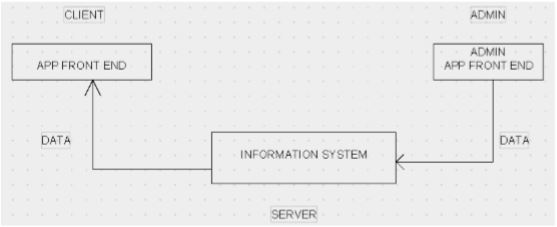 CLIENT
ADMIN
APP FRONT END
ADMIN
APP FRONT END
DATA
DATA
INFORMATION SYSTEM
SERVER